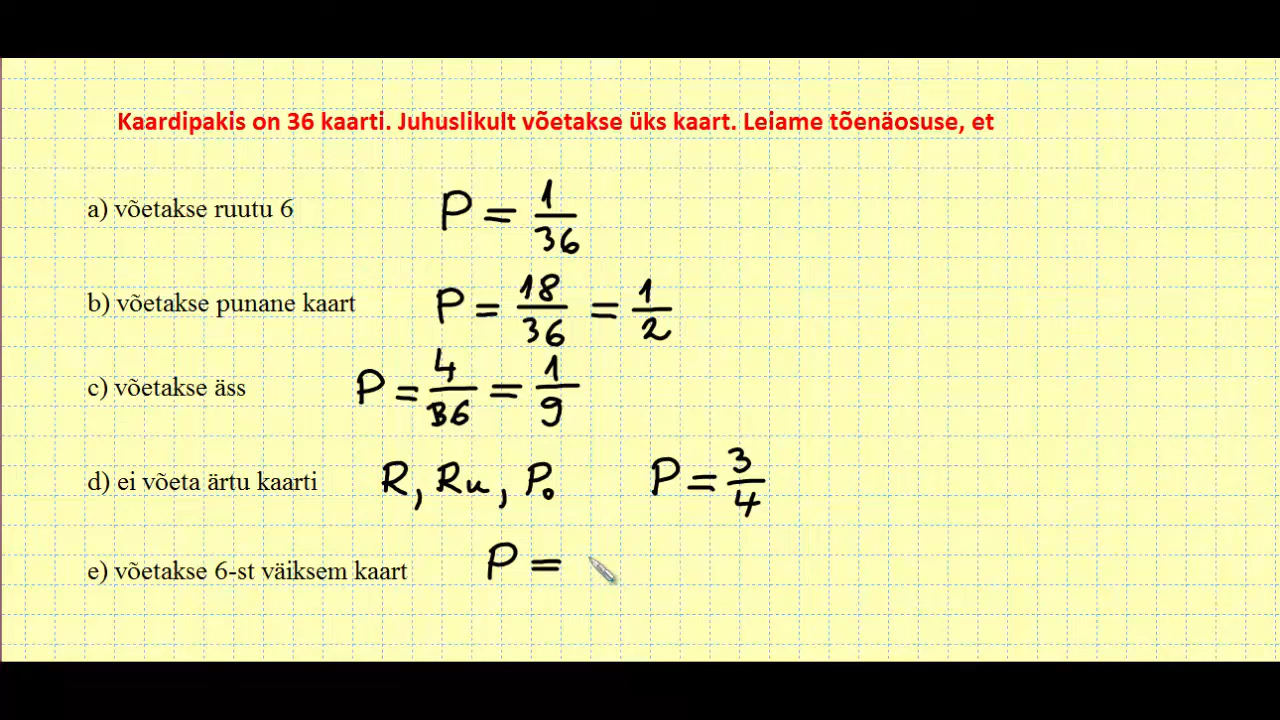 Kaardipakis on 36 kaarti. Juhuslikult võetakse üks kaart. Leiame tõenäosuse, et
a) võetakse ruutu 6 P = 1/36
b) võetakse punane kaart P = 18/36 = 1/2
c) võetakse äss P = 4/36 = 1/9
d) ei võeta ärtu kaarti R, Ru, P. P = 3/4
e) võetakse 6-st väiksem kaart P =